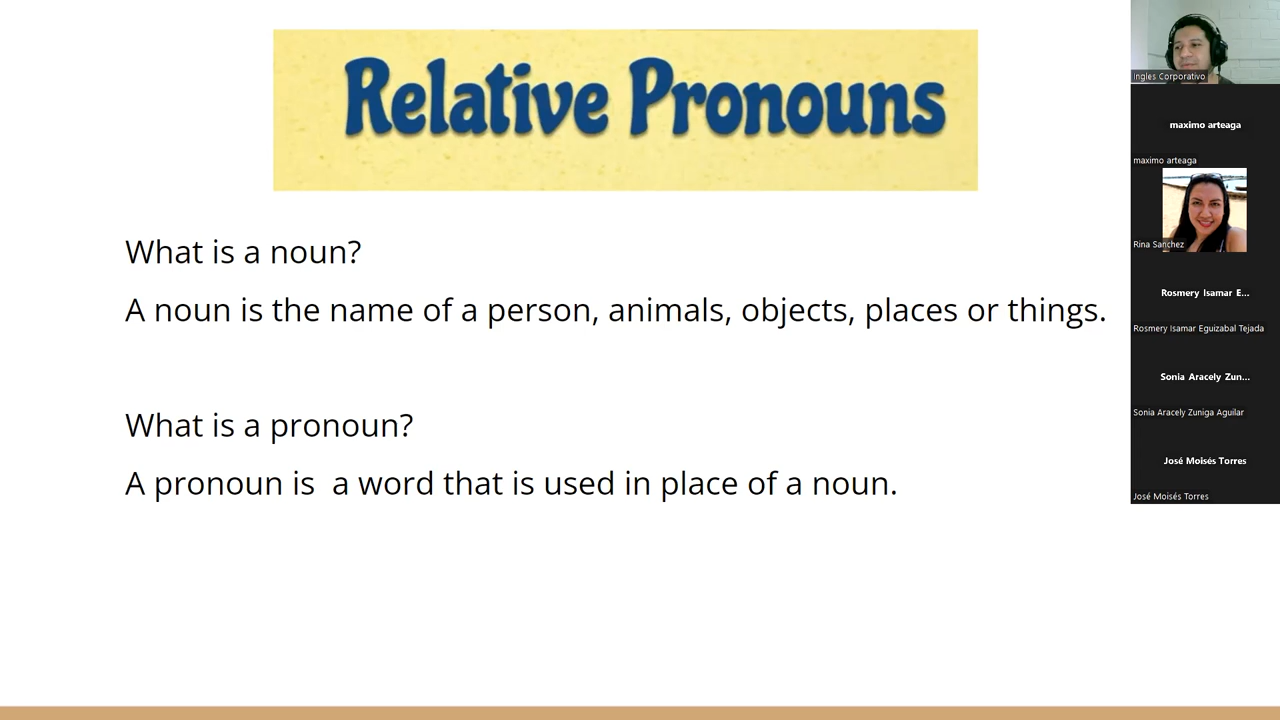 Relative Pronouns
What is a noun?
A noun is the name of a person, animals, objects, places or things.
What is a pronoun?
A pronoun is  a word that is used in place of a noun.
Ingles Corporativo
maximo arteaga
maximo arteaga
Rina Sanchez
Rosmery Isamar E...
Rosmery Isamar Eguizabal Tejada
Sonia Aracely Zun...
Sonia Aracely Zuniga Aguilar
José Moisés Torres
José Moisés Torres